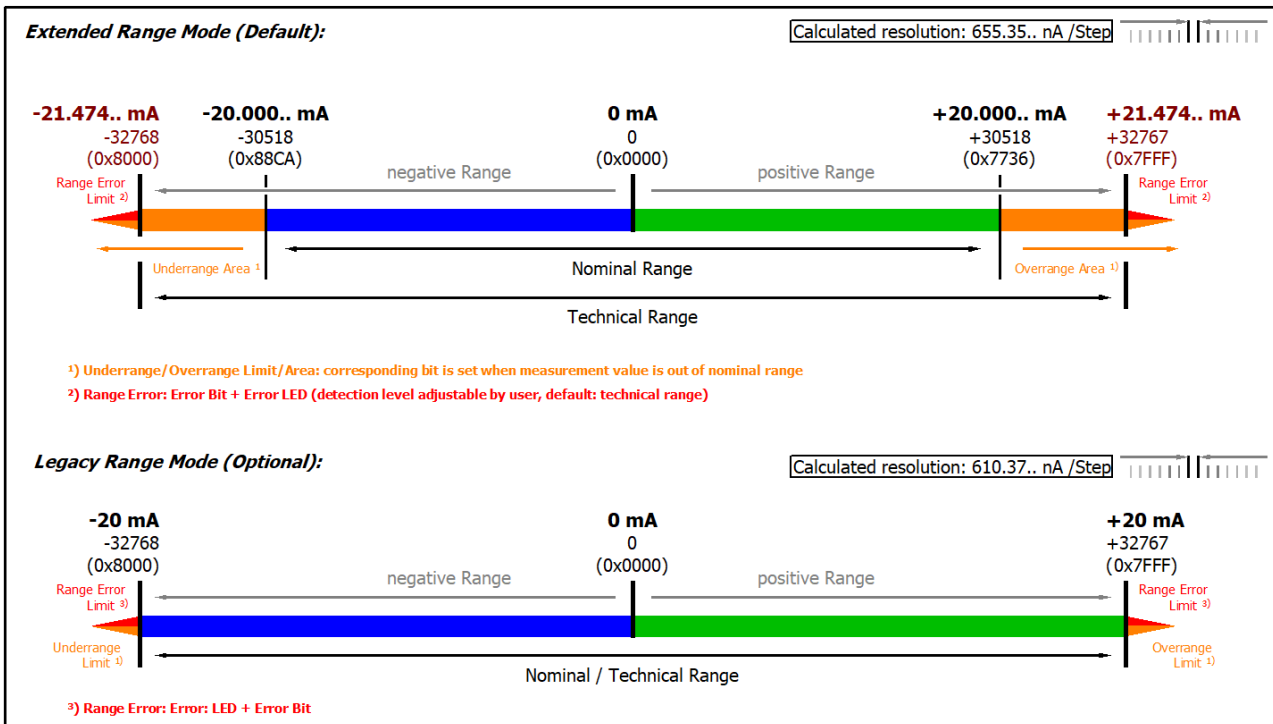 Extended Range Mode (Default):
Calculated resolution: 655.35.. nA /Step
-21.474.. mA
-20.000.. mA
0 mA
+20.000.. mA
+21.474.. mA
-32768
-30518
0
+30518
+32767
(0x8000)
(0x88CA)
(0x0000)
(0x7736)
(0x7FFF)
negative Range
positive Range
Range Error
Limit ²⁾
Range Error
Limit ²⁾
Underrange Area ¹
Nominal Range
Overrange Area ¹⁾
Technical Range
¹) Underrange/Overrange Limit/Area: corresponding bit is set when measurement value is out of nominal range
²) Range Error: Error Bit + Error LED (detection level adjustable by user, default: technical range)
Legacy Range Mode (Optional):
Calculated resolution: 610.37.. nA /Step
-20 mA
0 mA
+20 mA
-32768
0
+32767
(0x8000)
(0x0000)
(0x7FFF)
negative Range
positive Range
Range Error
Limit ³⁾
Range Error
Limit ³⁾
Underrange
Limit ¹⁾
Overrange
Limit ¹⁾
Nominal / Technical Range
³) Range Error: Error: LED + Error Bit